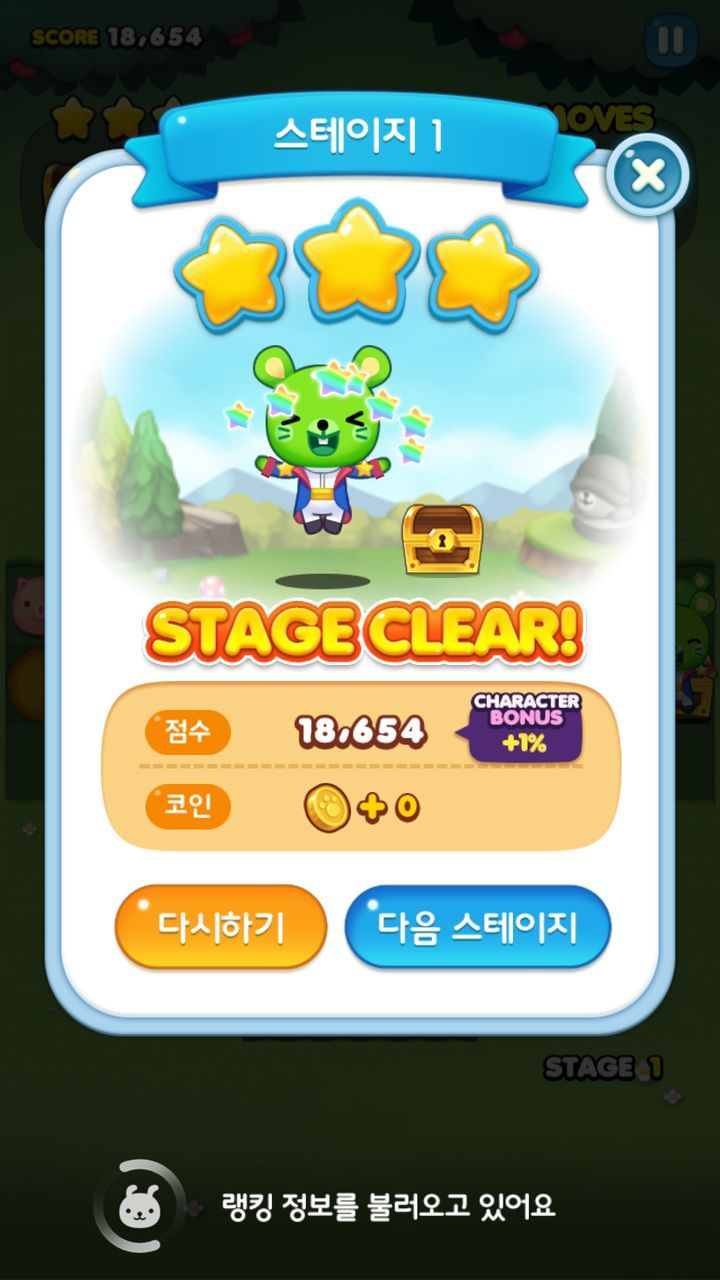 SCORE 18,654
MOVES
스테이지 1
STAGE CLEAR!
점수 18,654
CHARACTER
BONUS
+1%
코인 + 0
다시하기 다음 스테이지
STAGE 1
랭킹 정보를 불러오고 있어요